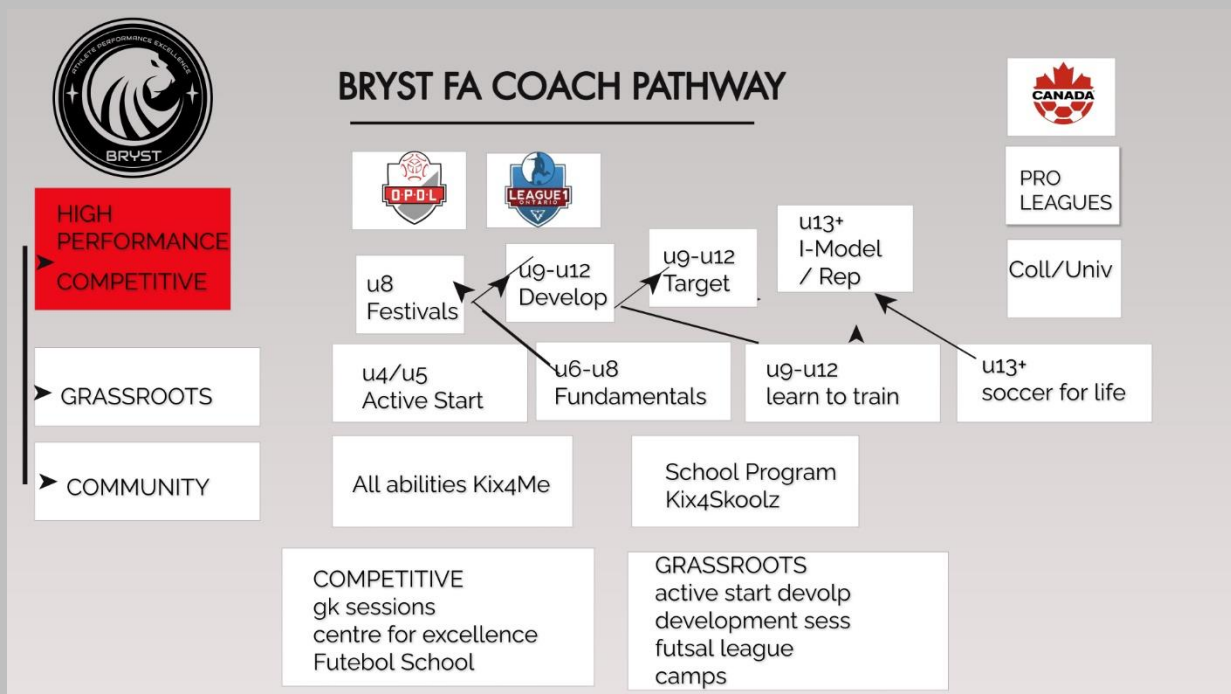 ATHLETE PERFORMANCE EXCELLENCE
BRYST
BRYST FA COACH PATHWAY
CANADA
O·P·D·L
LEAGUE1
ONTARIO
PRO
LEAGUES
HIGH
PERFORMANCE
COMPETITIVE
u8
Festivals
u9-u12
Develop
u9-u12
Target
u13+
I-Model
/ Rep
Coll/Univ
GRASSROOTS
u4/u5
Active Start
u6-u8
Fundamentals
u9-u12
learn to train
u13+
soccer for life
COMMUNITY
All abilities Kix4Me
School Program
Kix4Skoolz
COMPETITIVE
gk sessions
centre for excellence
Futebol School
GRASSROOTS
active start devolp
development sess
futsal league
camps